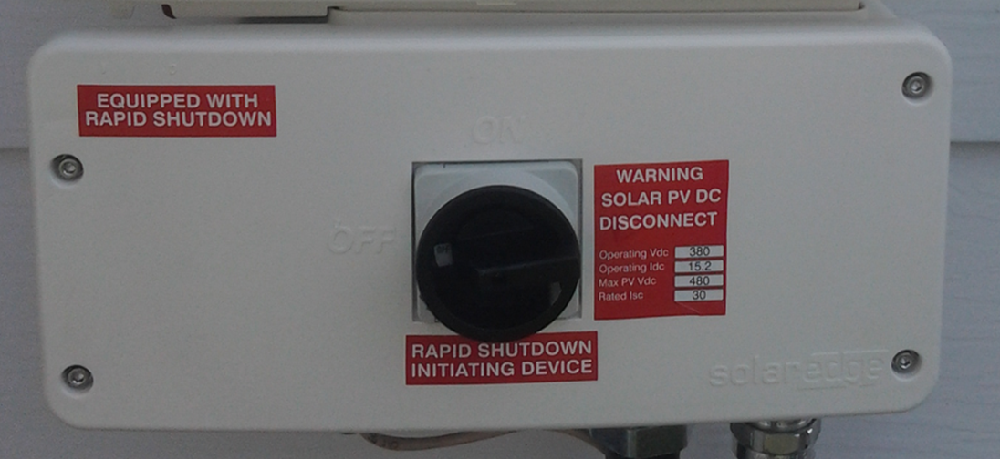 EQUIPPED WITH
RAPID SHUTDOWN
ON
OFF
WARNING
SOLAR PV DC
DISCONNECT
Operating Vdc 380
Operating Idc 15.2
Max PV Vdc 480
Rated Isc 30
RAPID SHUTDOWN
INITIATING DEVICE
solaredge